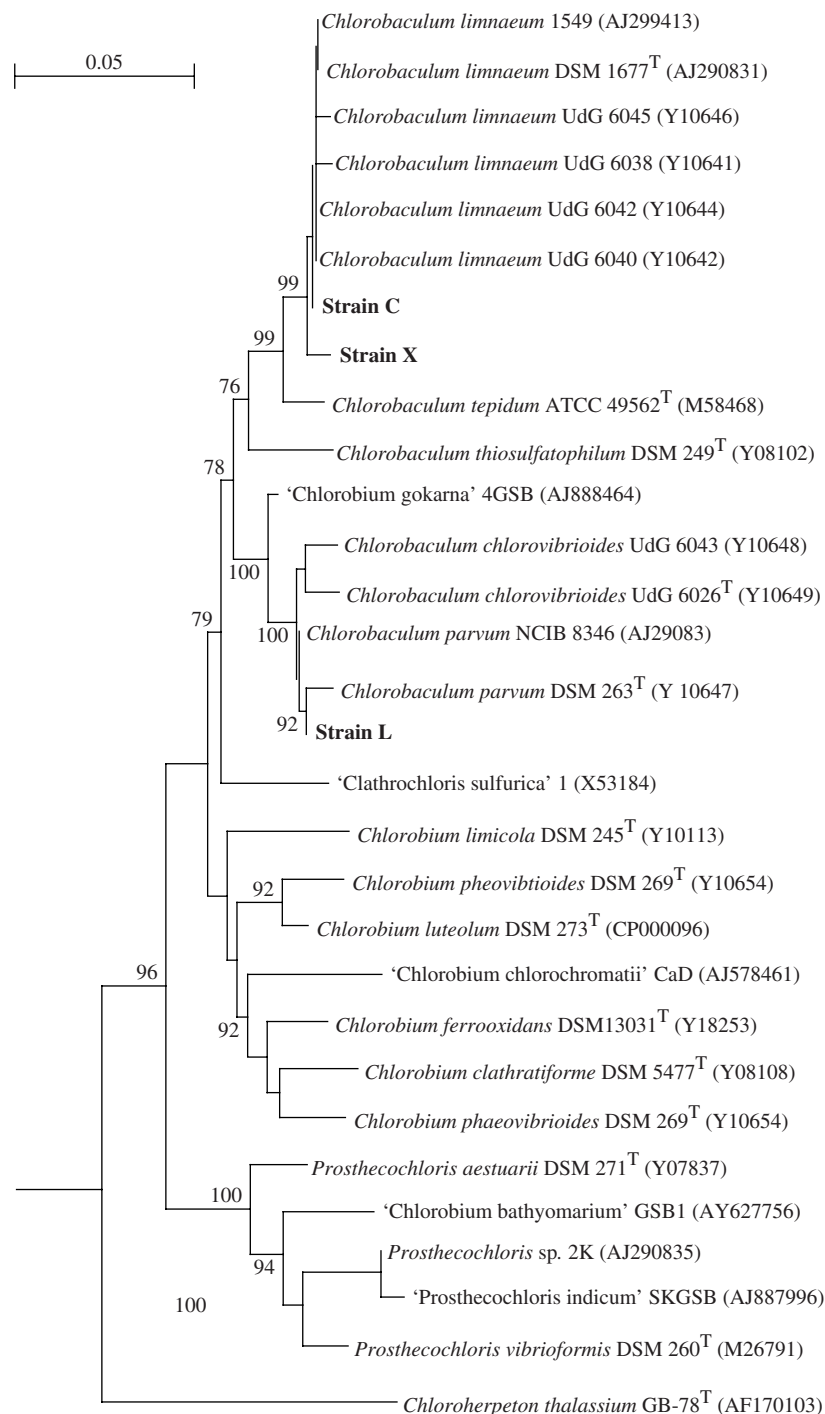 Chlorobaculum limnaeum 1549 (AJ299413)
0.05
Chlorobaculum limnaeum DSM 1677T (AJ290831)
Chlorobaculum limnaeum UdG 6045 (Y10646)
Chlorobaculum limnaeum UdG 6038 (Y10641)
Chlorobaculum limnaeum UdG 6042 (Y10644)
Chlorobaculum limnaeum UdG 6040 (Y10642)
99
Strain C
99
Strain X
76
Chlorobaculum tepidum ATCC 49562T (M58468)
Chlorobaculum thiosulfatophilum DSM 249T (Y08102)
78
‘Chlorobium gokarna’ 4GSB (AJ888464)
Chlorobaculum chlorovibrioides UdG 6043 (Y10648)
100
Chlorobaculum chlorovibrioides UdG 6026T (Y10649)
79
100
Chlorobaculum parvum NCIB 8346 (AJ29083)
Chlorobaculum parvum DSM 263T (Y 10647)
92
Strain L
‘Clathrochloris sulfurica’ 1 (X53184)
Chlorobium limicola DSM 245T (Y10113)
92
Chlorobium pheovibtioides DSM 269T (Y10654)
Chlorobium luteolum DSM 273T (CP000096)
96
‘Chlorobium chlorochromatii’ CaD (AJ578461)
92
Chlorobium ferrooxidans DSM13031T (Y18253)
Chlorobium clathratiforme DSM 5477T (Y08108)
Chlorobium phaeovibrioides DSM 269T (Y10654)
Prosthecochloris aestuarii DSM 271T (Y07837)
100
‘Chlorobium bathyomarium’ GSB1 (AY627756)
Prosthecochloris sp. 2K (AJ290835)
94
‘Prosthecochloris indicum’ SKGSB (AJ887996)
100
Prosthecochloris vibrioformis DSM 260T (M26791)
Chloroherpeton thalassium GB-78T (AF170103)